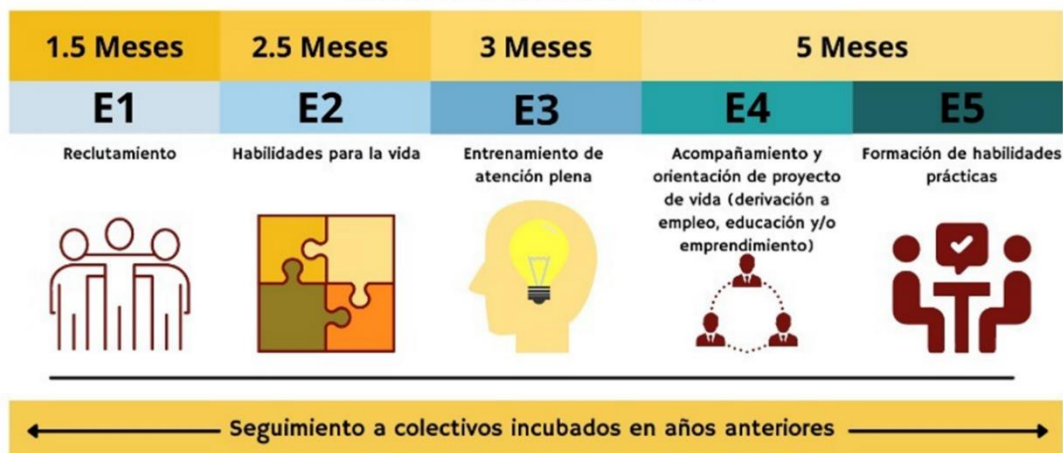 1.5 Meses
2.5 Meses
3 Meses
5 Meses
E1
E2
E3
E4
E5
Reclutamiento
Habilidades para la vida
Entrenamiento de
atención plena
Acompañamiento y
orientación de proyecto
de vida (derivación a
empleo, educación y/o
emprendimiento)
Formación de habilidades
prácticas
Seguimiento a colectivos incubados en años anteriores